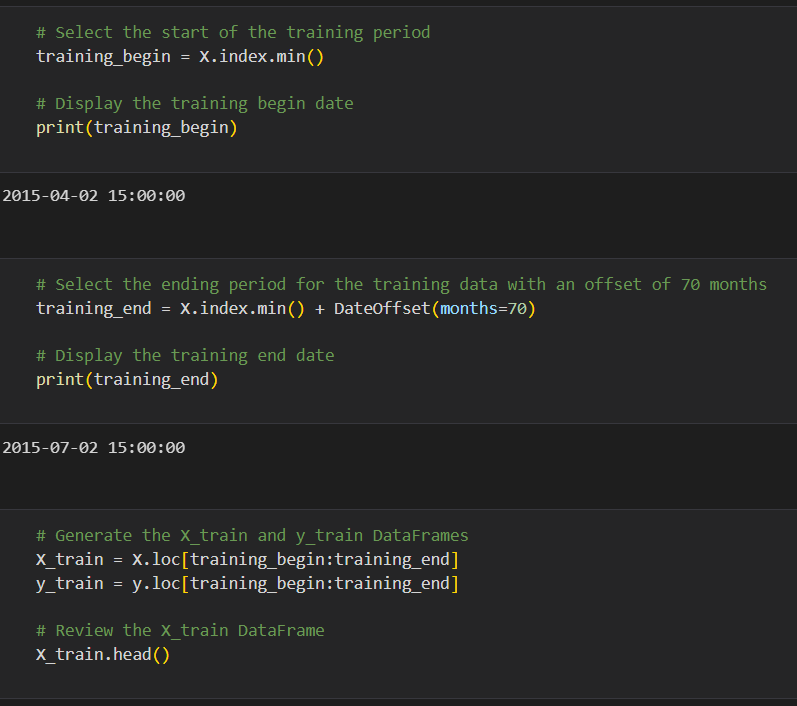 # Select the start of the training period
training_begin = X.index.min()
# Display the training begin date
print(training_begin)
2015-04-02 15:00:00
# Select the ending period for the training data with an offset of 70 months
training_end = X.index.min() + DateOffset(months=70)
# Display the training end date
print(training_end)
2015-07-02 15:00:00
# Generate the X_train and y_train DataFrames
X_train = X.loc[training_begin:training_end]
y_train = y.loc[training_begin:training_end]
# Review the X_train DataFrame
X_train.head()